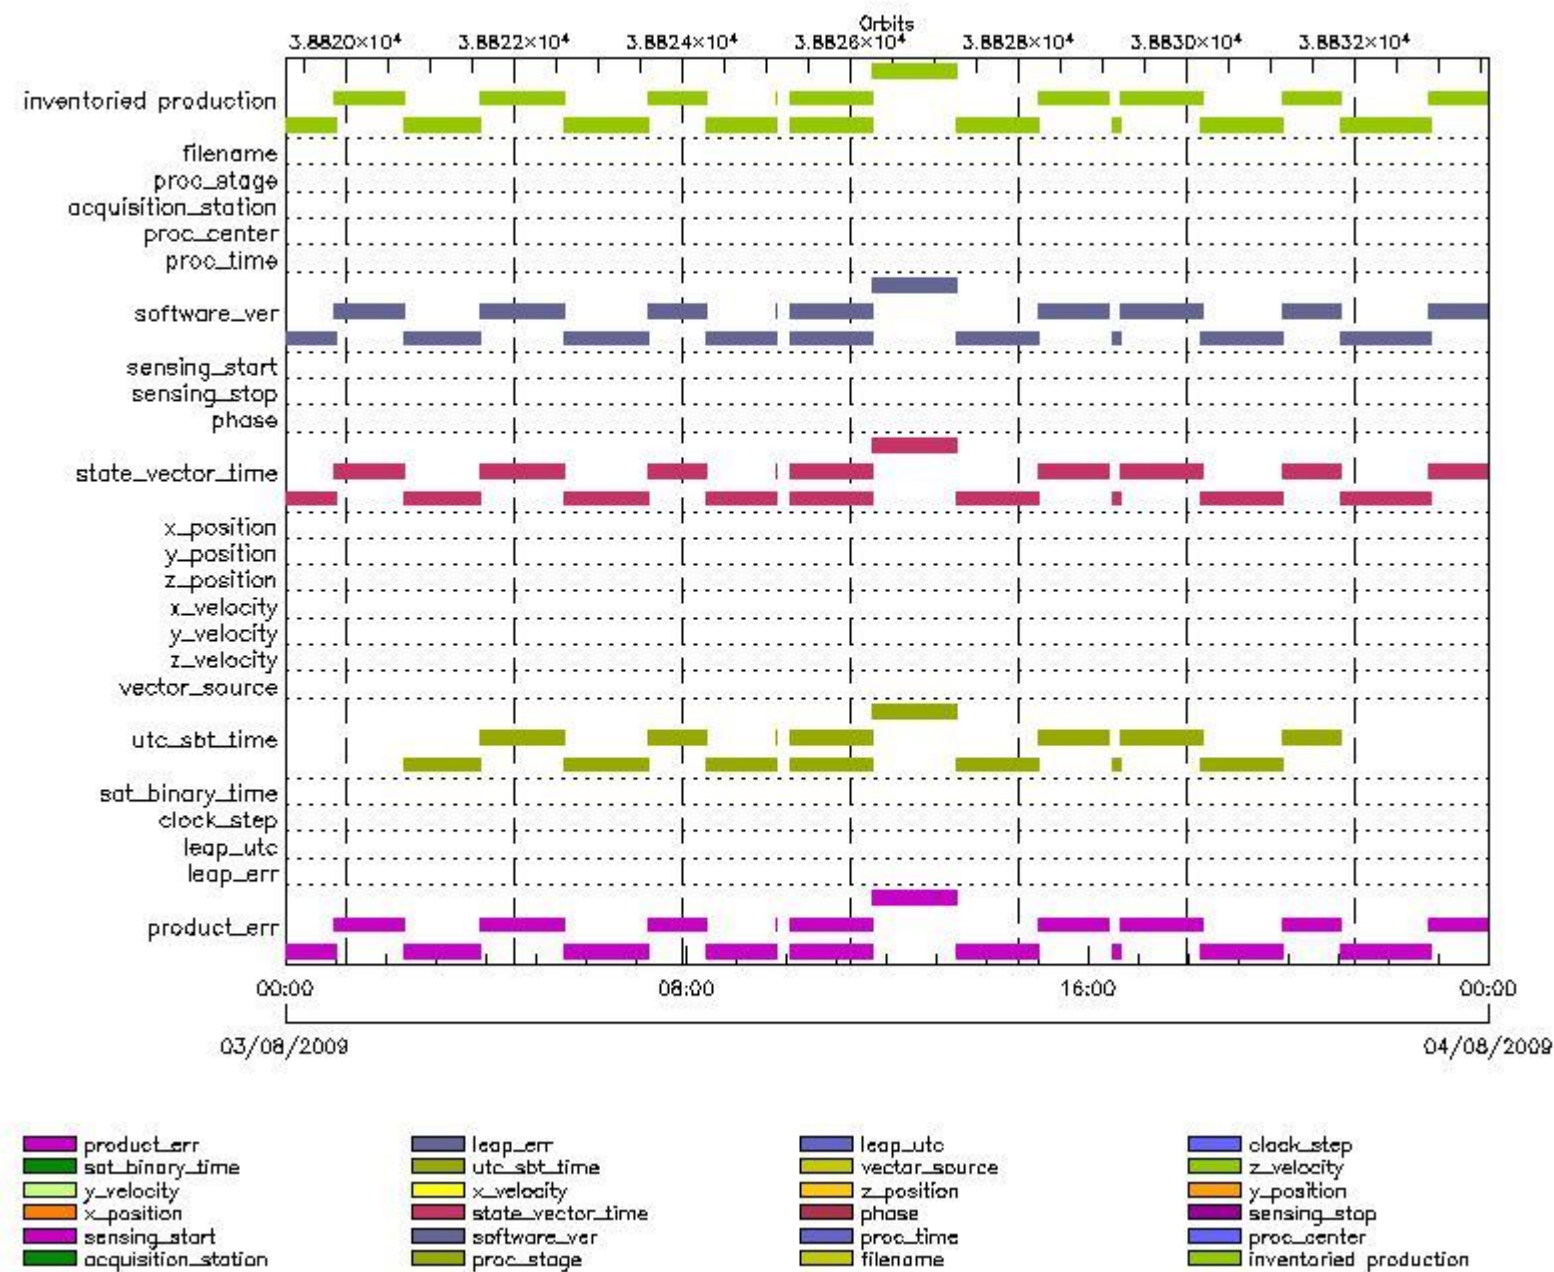 Orbits
3.8820×10⁴ 3.8822×10⁴ 3.8824×10⁴ 3.8826×10⁴ 3.8828×10⁴ 3.8830×10⁴ 3.8832×10⁴
inventoried production
filename
proc_stage
acquisition_station
proc_center
proc_time
software_ver
sensing_start
sensing_stop
phase
state_vector_time
x_position
y_position
z_position
x_velocity
y_velocity
z_velocity
vector_source
utc_sbt_time
sat_binary_time
clock_step
leap_utc
leap_err
product_err
00:00 08:00 16:00 00:00
03/08/2009 04/08/2009
product_err leap_err leap_utc clock_step
sat_binary_time utc_sbt_time vector_source z_velocity
y_velocity x_velocity z_position y_position
x_position state_vector_time phase sensing_stop
sensing_start software_ver proc_time proc_center
acquisition_station proc_stage filename inventoried production